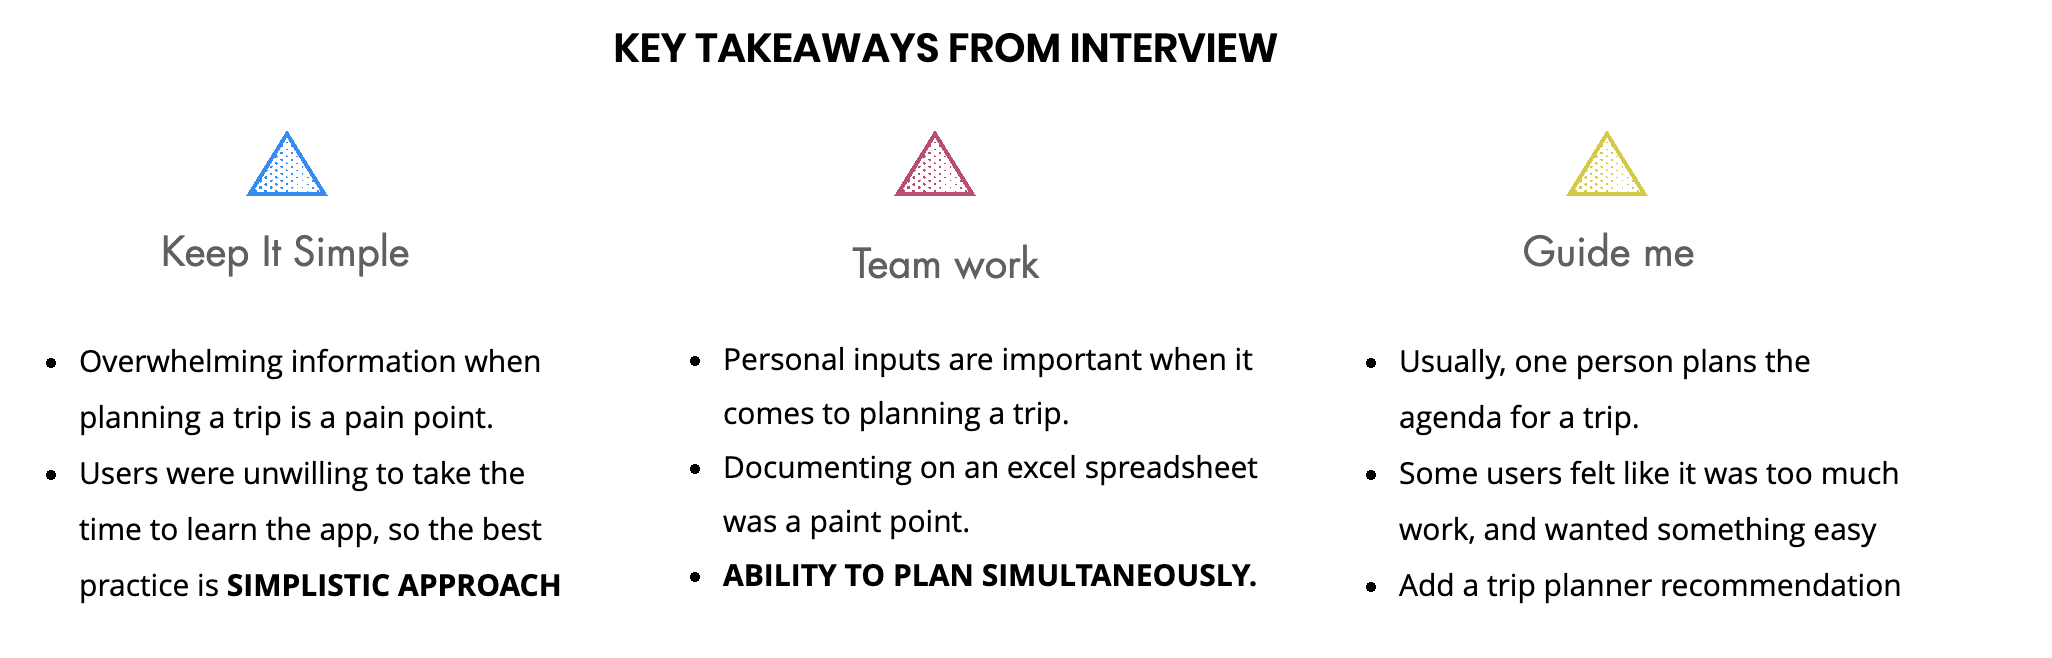 KEY TAKEAWAYS FROM INTERVIEW
Keep It Simple
Overwhelming information when
planning a trip is a pain point.
Users were unwilling to take the
time to learn the app, so the best
practice is SIMPLISTIC APPROACH
Team work
Personal inputs are important when it
comes to planning a trip.
Documenting on an excel spreadsheet
was a paint point.
ABILITY TO PLAN SIMULTANEOUSLY.
Guide me
Usually, one person plans the
agenda for a trip.
Some users felt like it was too much
work, and wanted something easy
Add a trip planner recommendation